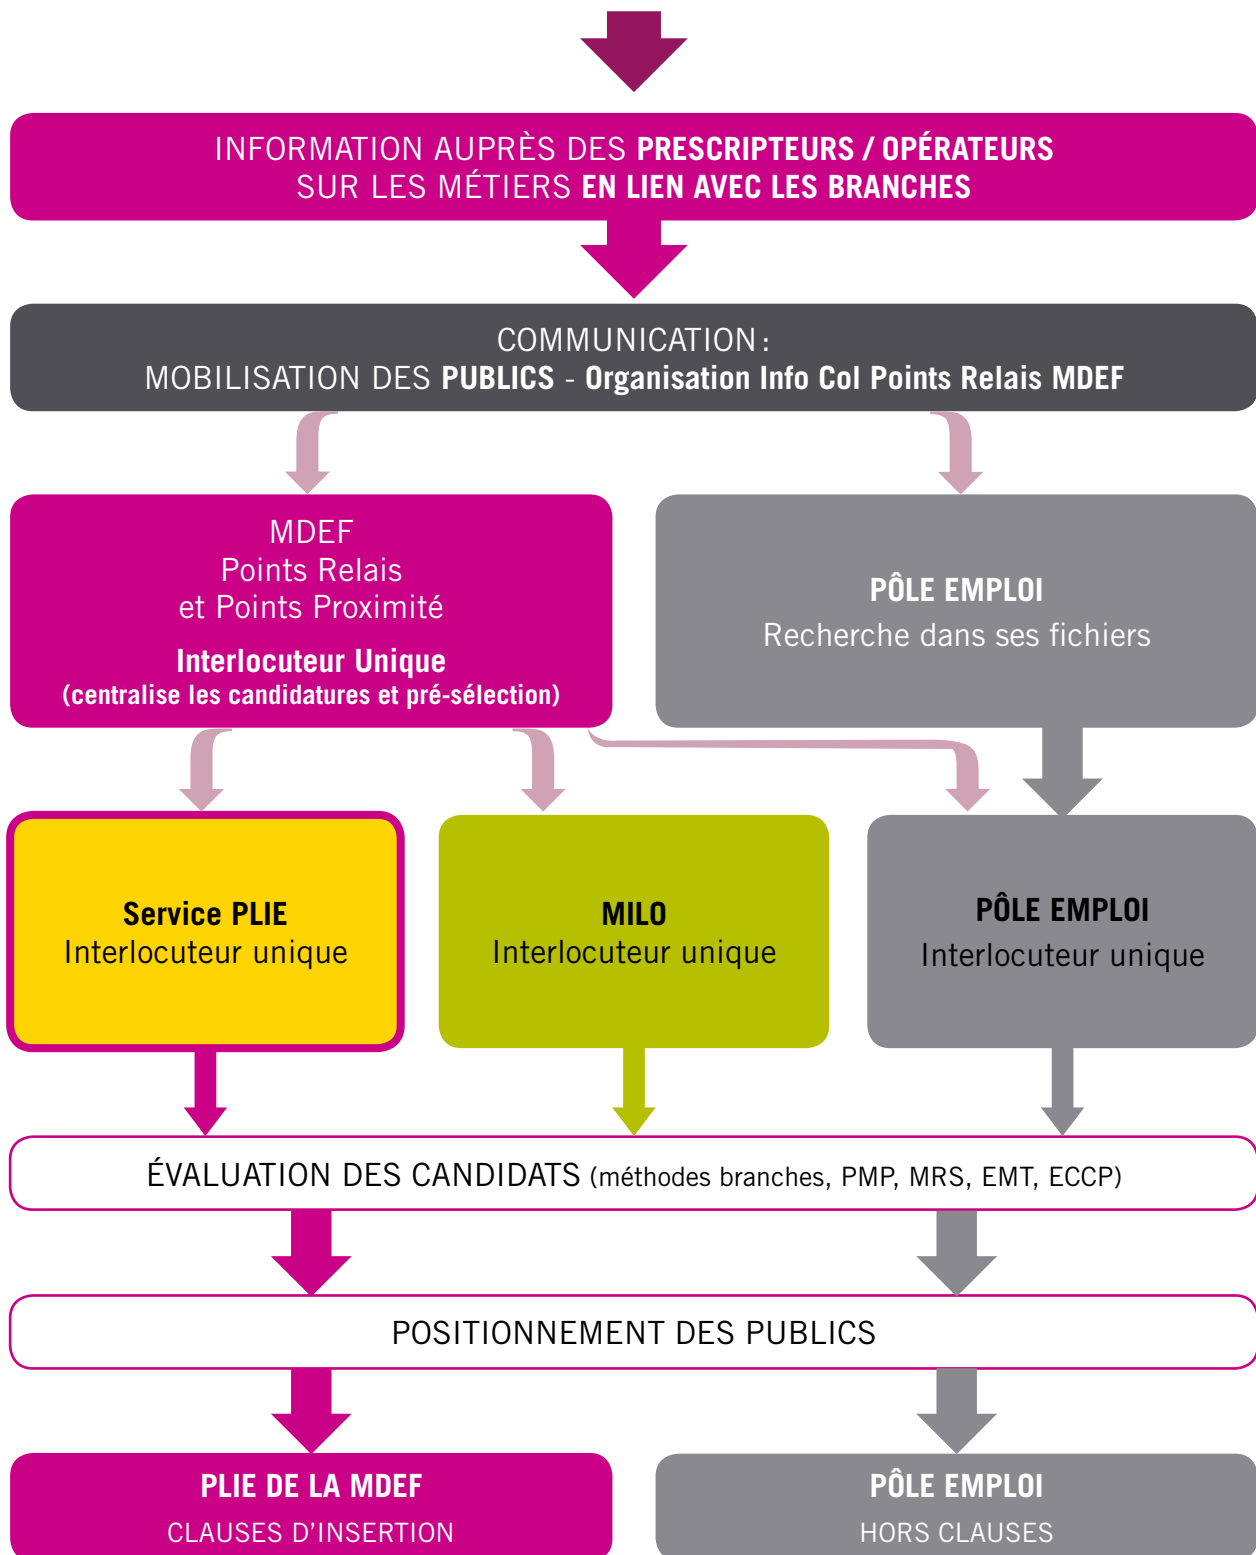 INFORMATION AUPRÈS DES PRESCRIPTEURS / OPÉRATEURS
SUR LES MÉTIERS EN LIEN AVEC LES BRANCHES
COMMUNICATION :
MOBILISATION DES PUBLICS - Organisation Info Col Points Relais MDEF
MDEF
Points Relais
et Points Proximité
Interlocuteur Unique
(centralise les candidatures et pré-sélection)
PÔLE EMPLOI
Recherche dans ses fichiers
Service PLIE
Interlocuteur unique
MILO
Interlocuteur unique
PÔLE EMPLOI
Interlocuteur unique
ÉVALUATION DES CANDIDATS (méthodes branches, PMP, MRS, EMT, ECCP)
POSITIONNEMENT DES PUBLICS
PLIE DE LA MDEF
CLAUSES D'INSERTION
PÔLE EMPLOI
HORS CLAUSES